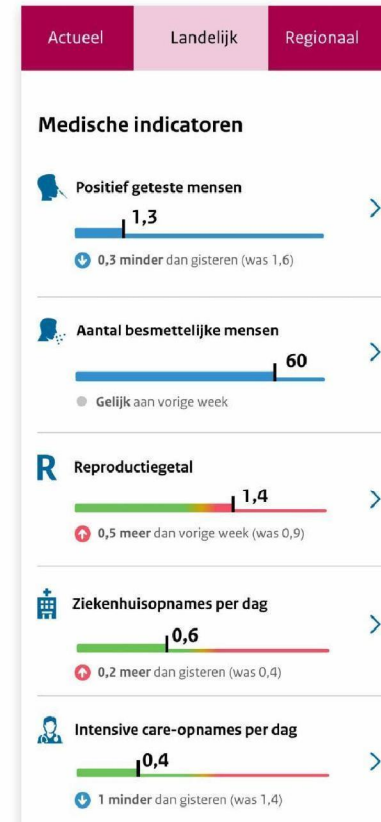 Actueel Landelijk Regionaal
Medische indicatoren
Positief geteste mensen
1,3
0,3 minder dan gisteren (was 1,6)
Aantal besmettelijke mensen
60
Gelijk aan vorige week
R Reproductiegetal
1,4
0,5 meer dan vorige week (was 0,9)
Ziekenhuisopnames per dag
0,6
0,2 meer dan gisteren (was 0,4)
Intensive care-opnames per dag
0,4
1 minder dan gisteren (was 1,4)